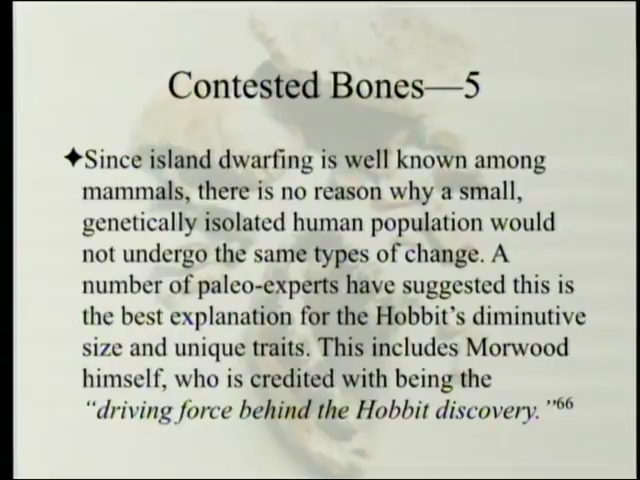 Contested Bones—5
✦Since island dwarfing is well known among
mammals, there is no reason why a small,
genetically isolated human population would
not undergo the same types of change. A
number of paleo-experts have suggested this is
the best explanation for the Hobbit's diminutive
size and unique traits. This includes Morwood
himself, who is credited with being the
“driving force behind the Hobbit discovery.”66